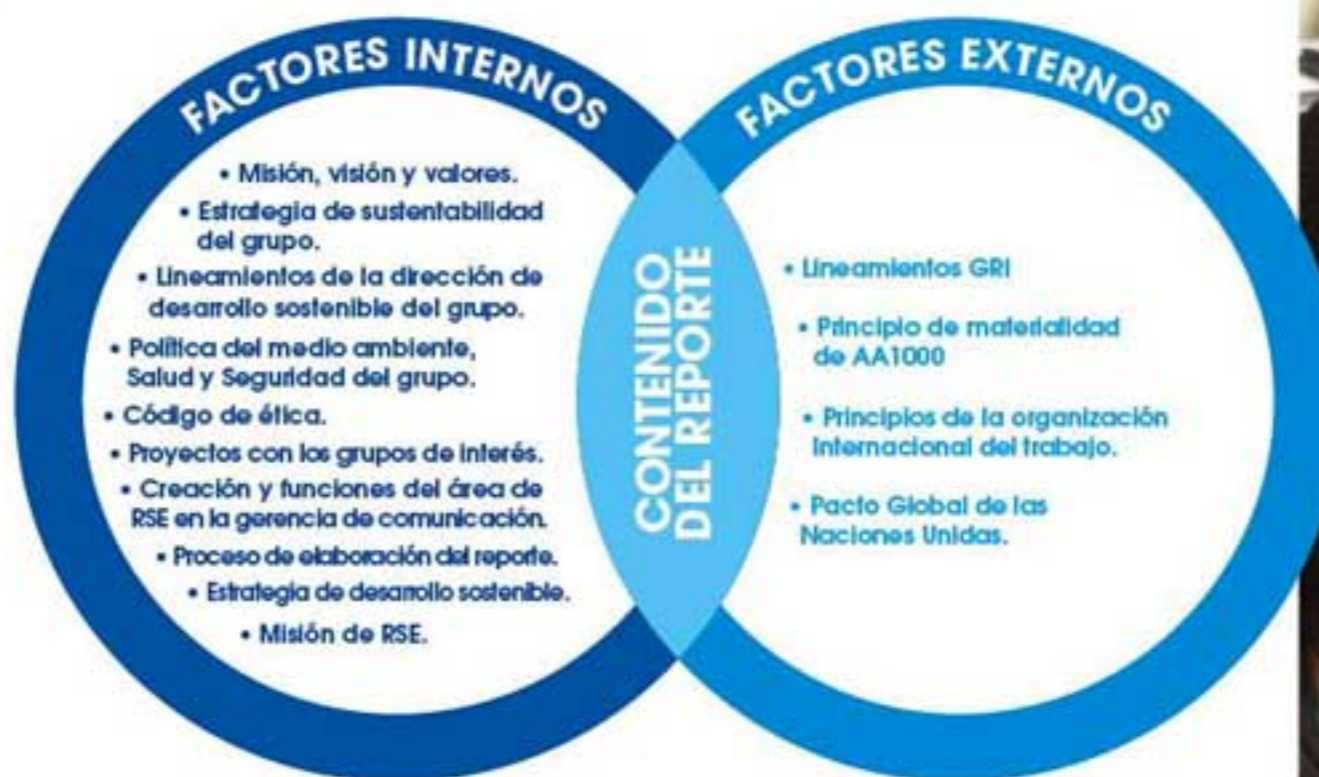 FACTORES INTERNOS
• Misión, visión y valores.
• Estrategia de sustentabilidad
del grupo.
• Lineamientos de la dirección de
desarrollo sostenible del grupo.
• Política del medio ambiente,
Salud y Seguridad del grupo.
• Código de ética.
• Proyectos con los grupos de interés.
• Creación y funciones del área de
RSE en la gerencia de comunicación.
• Proceso de elaboración del reporte.
• Estrategia de desarrollo sostenible.
• Misión de RSE.
CONTENIDO
DEL REPORTE
FACTORES EXTERNOS
• Lineamientos GRI
• Principio de materialidad
de AA1000
• Principios de la organización
Internacional del trabajo.
• Pacto Global de las
Naciones Unidas.